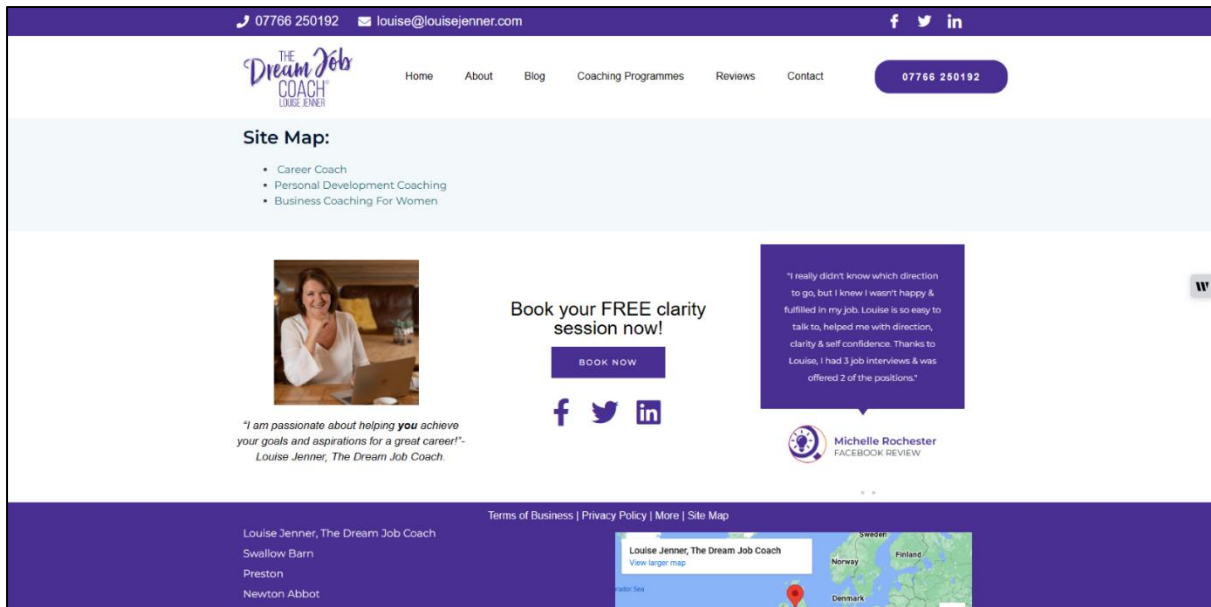 07766 250192 louise@louisejenner.com
THE
Dream Job
COACH®
LOUISE JENNER
Home About Blog Coaching Programmes Reviews Contact 07766 250192
Site Map:
• Career Coach
• Personal Development Coaching
• Business Coaching For Women
"I am passionate about helping you achieve
your goals and aspirations for a great career!"-
Louise Jenner, The Dream Job Coach.
Book your FREE clarity
session now!
BOOK NOW
"I really didn't know which direction
to go, but I knew I wasn't happy &
fulfilled in my job. Louise is so easy to
talk to, helped me with direction,
clarity & self confidence. Thanks to
Louise, I had 3 job interviews & was
offered 2 of the positions."
Michelle Rochester
FACEBOOK REVIEW
Terms of Business | Privacy Policy | More | Site Map
Louise Jenner, The Dream Job Coach
Swallow Barn
Preston
Newton Abbot
Louise Jenner, The Dream Job Coach
View larger map
Sweden
Norway
Finland
rador Sea
Denmark